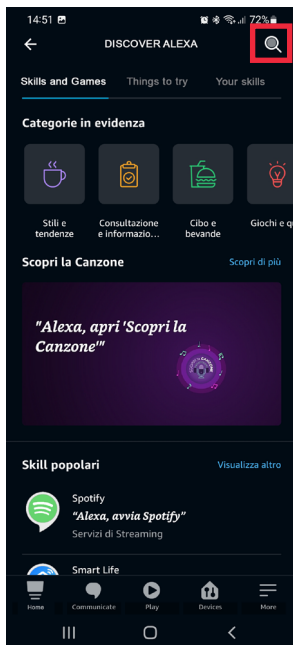 14:51 72%
DISCOVER ALEXA
Skills and Games Things to try Your skills
Categorie in evidenza
Stili e tendenze
Consultazione e informazio...
Cibo e bevande
Giochi e q
Scopri la Canzone Scopri di più
"Alexa, apri 'Scopri la
Canzone'"
Skill popolari Visualizza altro
Spotify
"Alexa, avvia Spotify"
Servizi di Streaming
Smart Life
Home Communicate Play Devices More